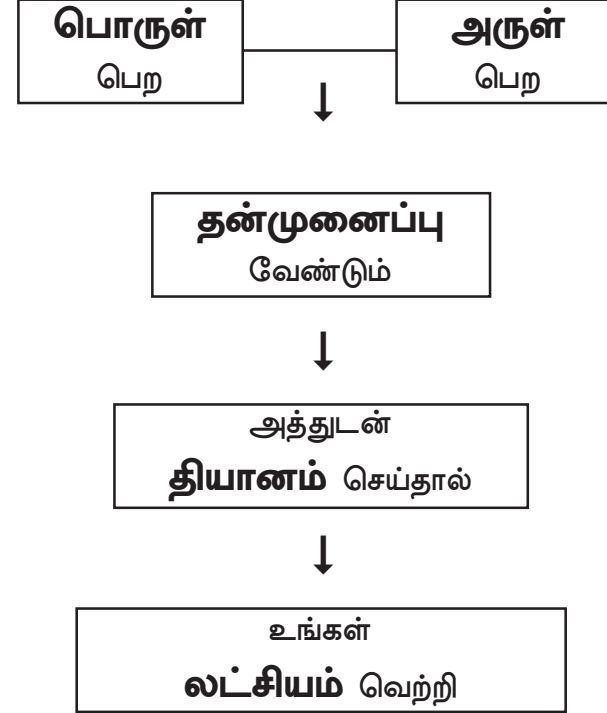 பொருள்
பெற
அருள்
பெற
தன்முனைப்பு
வேண்டும்
அத்துடன்
தியானம் செய்தால்
உங்கள்
லட்சியம் வெற்றி